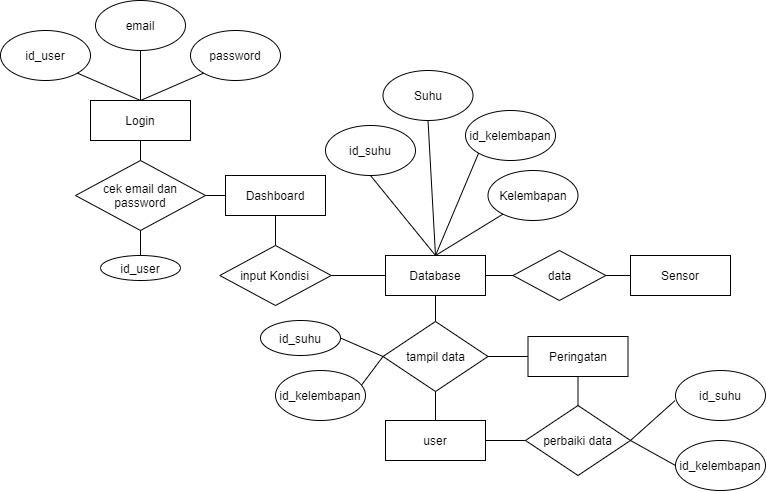 email
id_user
password
Login
Suhu
id_kelembapan
id_suhu
cek email dan
password
Dashboard
Kelembapan
id_user
input Kondisi
Database
data
Sensor
id_suhu
tampil data
Peringatan
id_kelembapan
id_suhu
user
perbaiki data
id_kelembapan